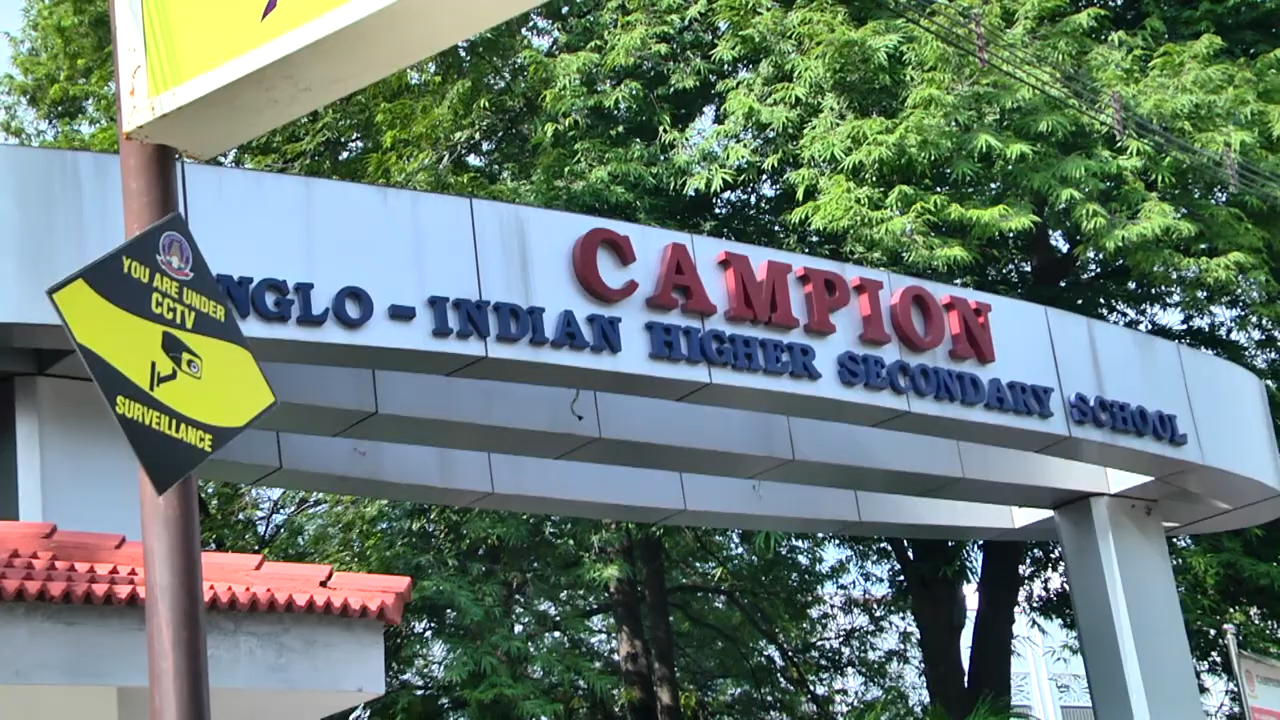 CAMPION
NGLO - INDIAN HIGHER SECONDARY SCHOOL
YOU ARE UNDER
CCTV
SURVEILLANCE